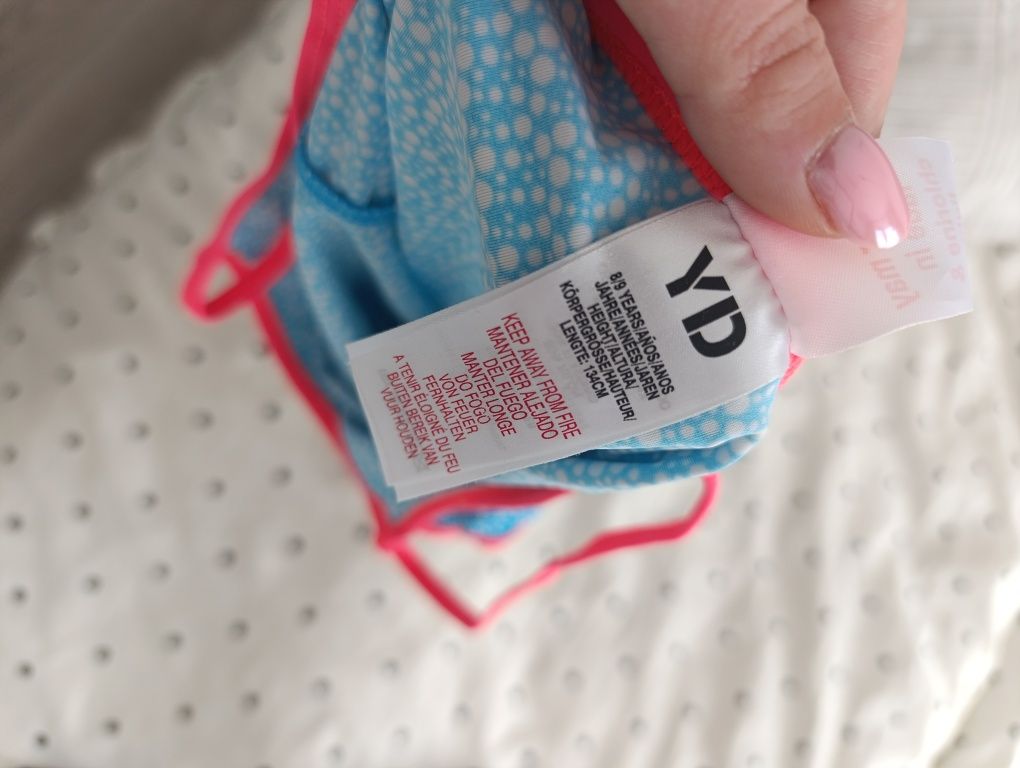 YD
8/9 YEARS/AÑOS/ANOS
JAHRE/ANNÉES/JAREN
HEIGHT/ALTURA/
KÖRPERGRÖSSE/HAUTEUR/
LENGTE: 134CM
KEEP AWAY FROM FIRE
MANTENER ALEJADO
DEL FUEGO
MANTER LONGE
DO FOGO
VON FEUER
FERNHALTEN
A TENIR ÉLOIGNÉ DU FEU
BUITEN BEREIK VAN
VUUR HOUDEN